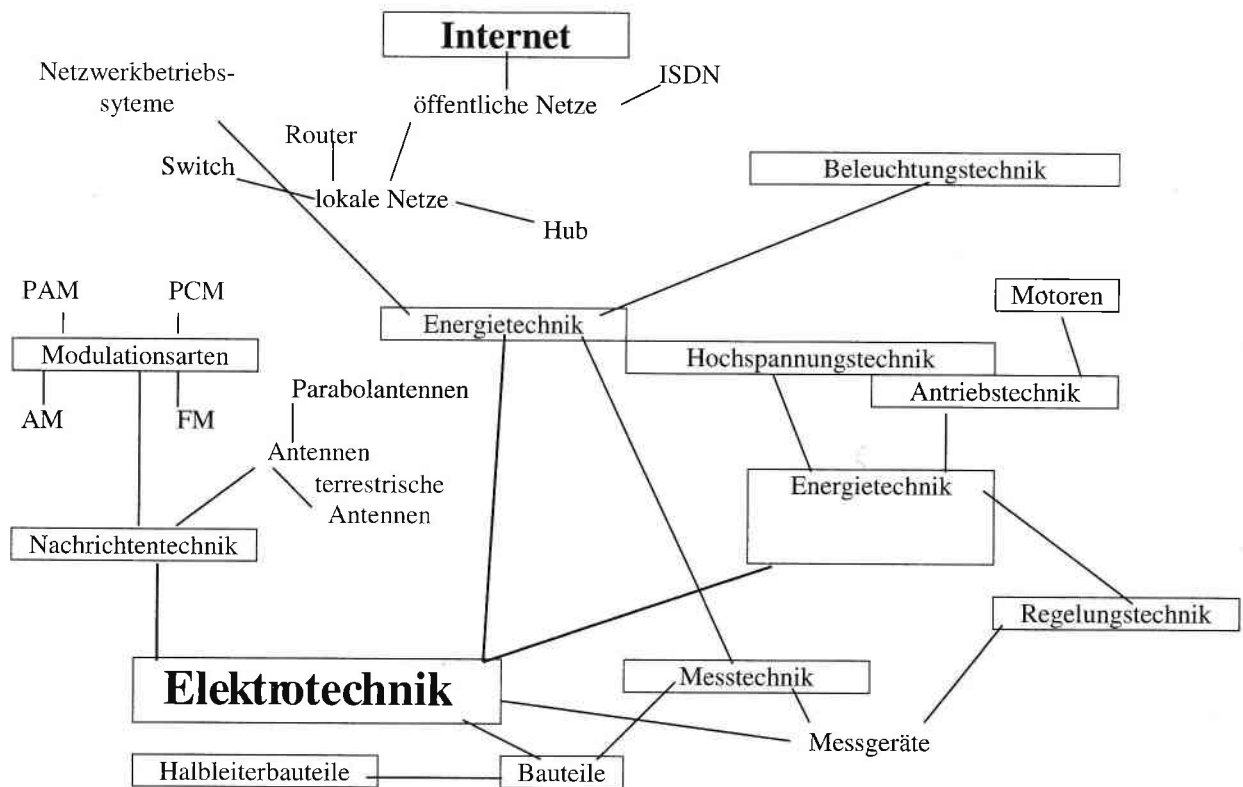 Internet
Netzwerkbetriebs-
syteme
ISDN
öffentliche Netze
Router
Switch
lokale Netze
Hub
Beleuchtungstechnik
PAM
PCM
Modulationsarten
AM
FM
Energietechnik
Motoren
Hochspannungstechnik
Antriebstechnik
Parabolantennen
Antennen
terrestrische
Antennen
Energietechnik
Nachrichtentechnik
Regelungstechnik
Elektrotechnik
Messtechnik
Messgeräte
Halbleiterbauteile
Bauteile